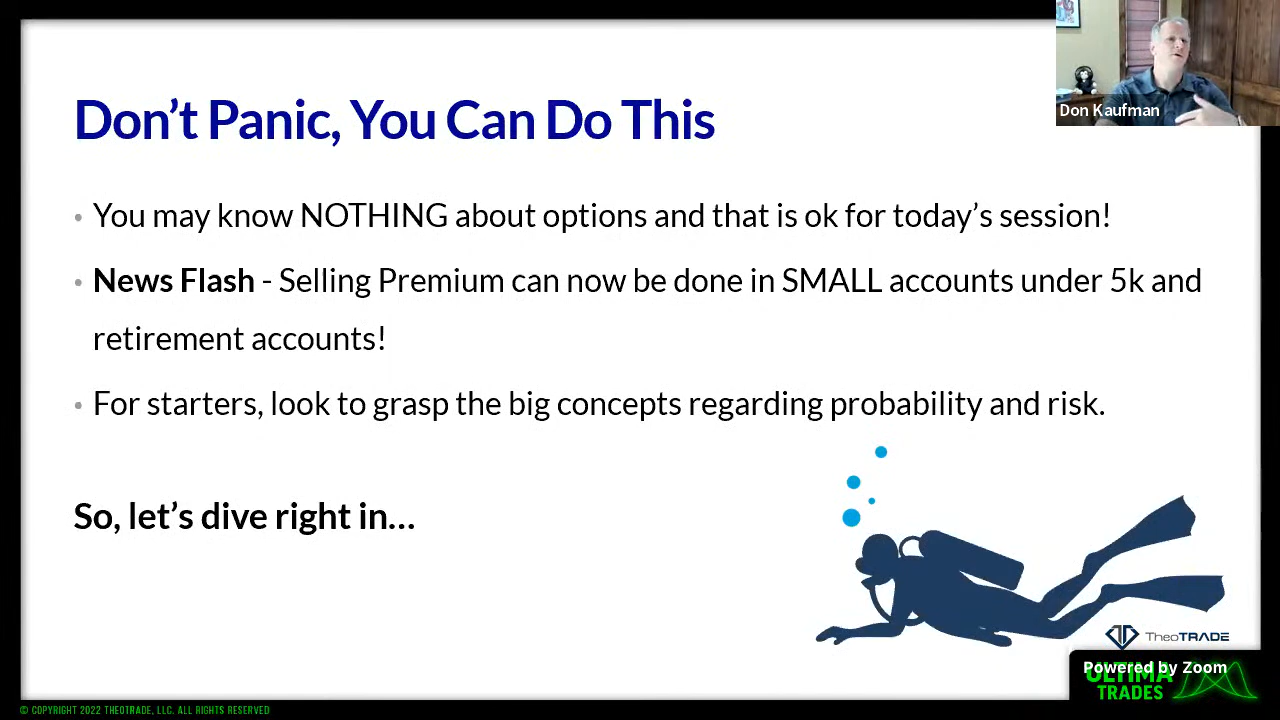 Don Kaufman
Don't Panic, You Can Do This
• You may know NOTHING about options and that is ok for today's session!
• News Flash - Selling Premium can now be done in SMALL accounts under 5k and
retirement accounts!
• For starters, look to grasp the big concepts regarding probability and risk.
So, let's dive right in...
TheoTRADE
Powered by Zoom
ULTIMA
TRADES
© COPYRIGHT 2022 THEOTRADE, LLC. ALL RIGHTS RESERVED